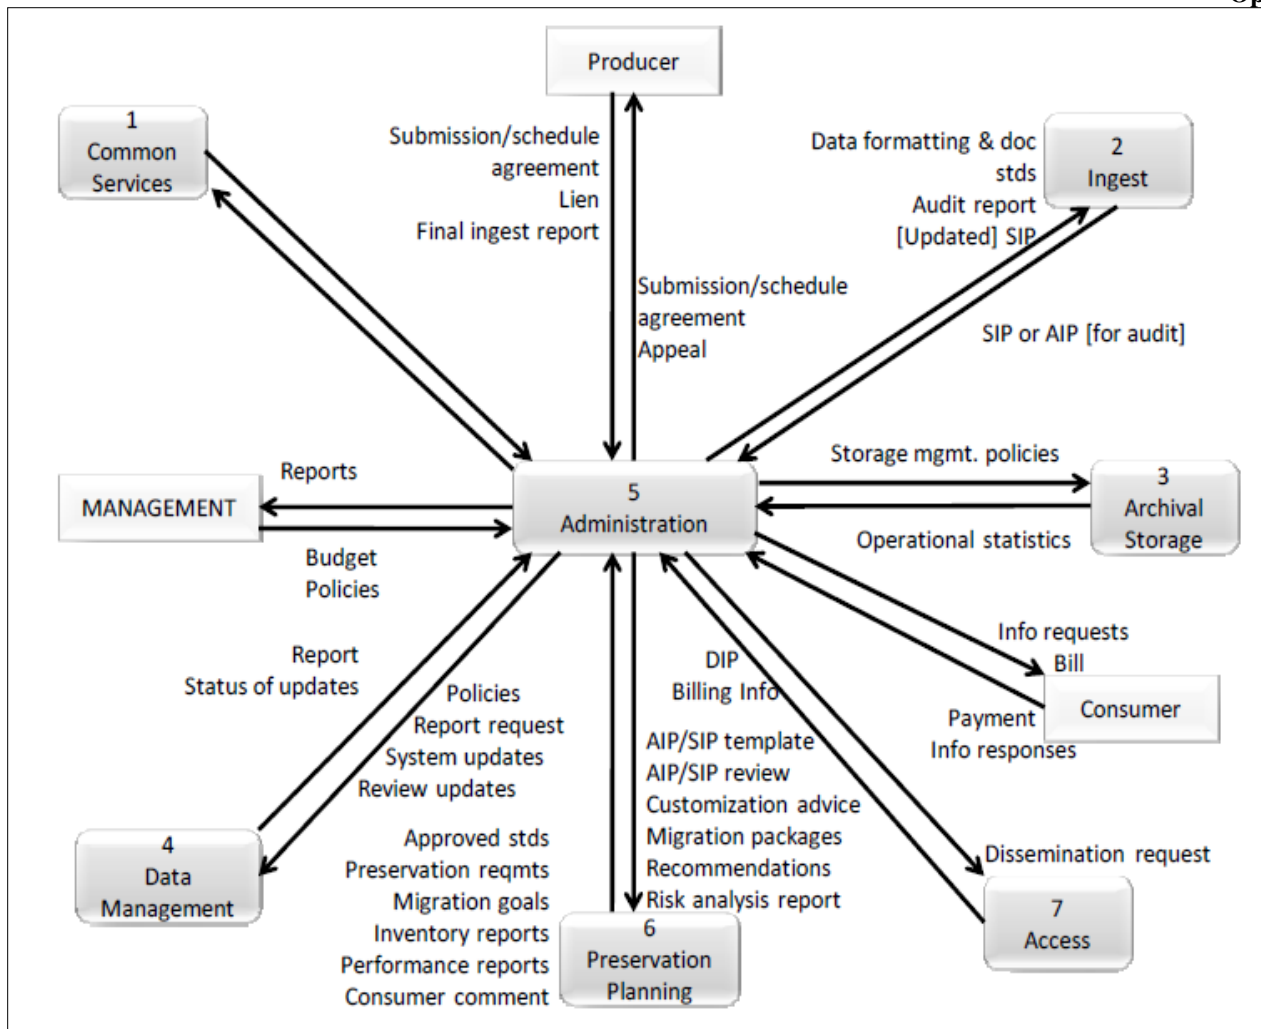 Op
Producer
1
Common
Services
Submission/schedule
agreement
Lien
Final ingest report
Data formatting & doc
stds
Audit report
[Updated] SIP
2
Ingest
Submission/schedule
agreement
Appeal
SIP or AIP [for audit]
Reports
MANAGEMENT
Budget
Policies
5
Administration
Storage mgmt. policies
3
Archival
Storage
Operational statistics
Info requests
Bill
Consumer
Payment
Info responses
Report
Status of updates
Policies
Report request
System updates
Review updates
DIP
Billing Info
AIP/SIP template
AIP/SIP review
Customization advice
Migration packages
Recommendations
Risk analysis report
4
Data
Management
Approved stds
Preservation reqmts
Migration goals
Inventory reports
Performance reports
Consumer comment
6
Preservation
Planning
Dissemination request
7
Access